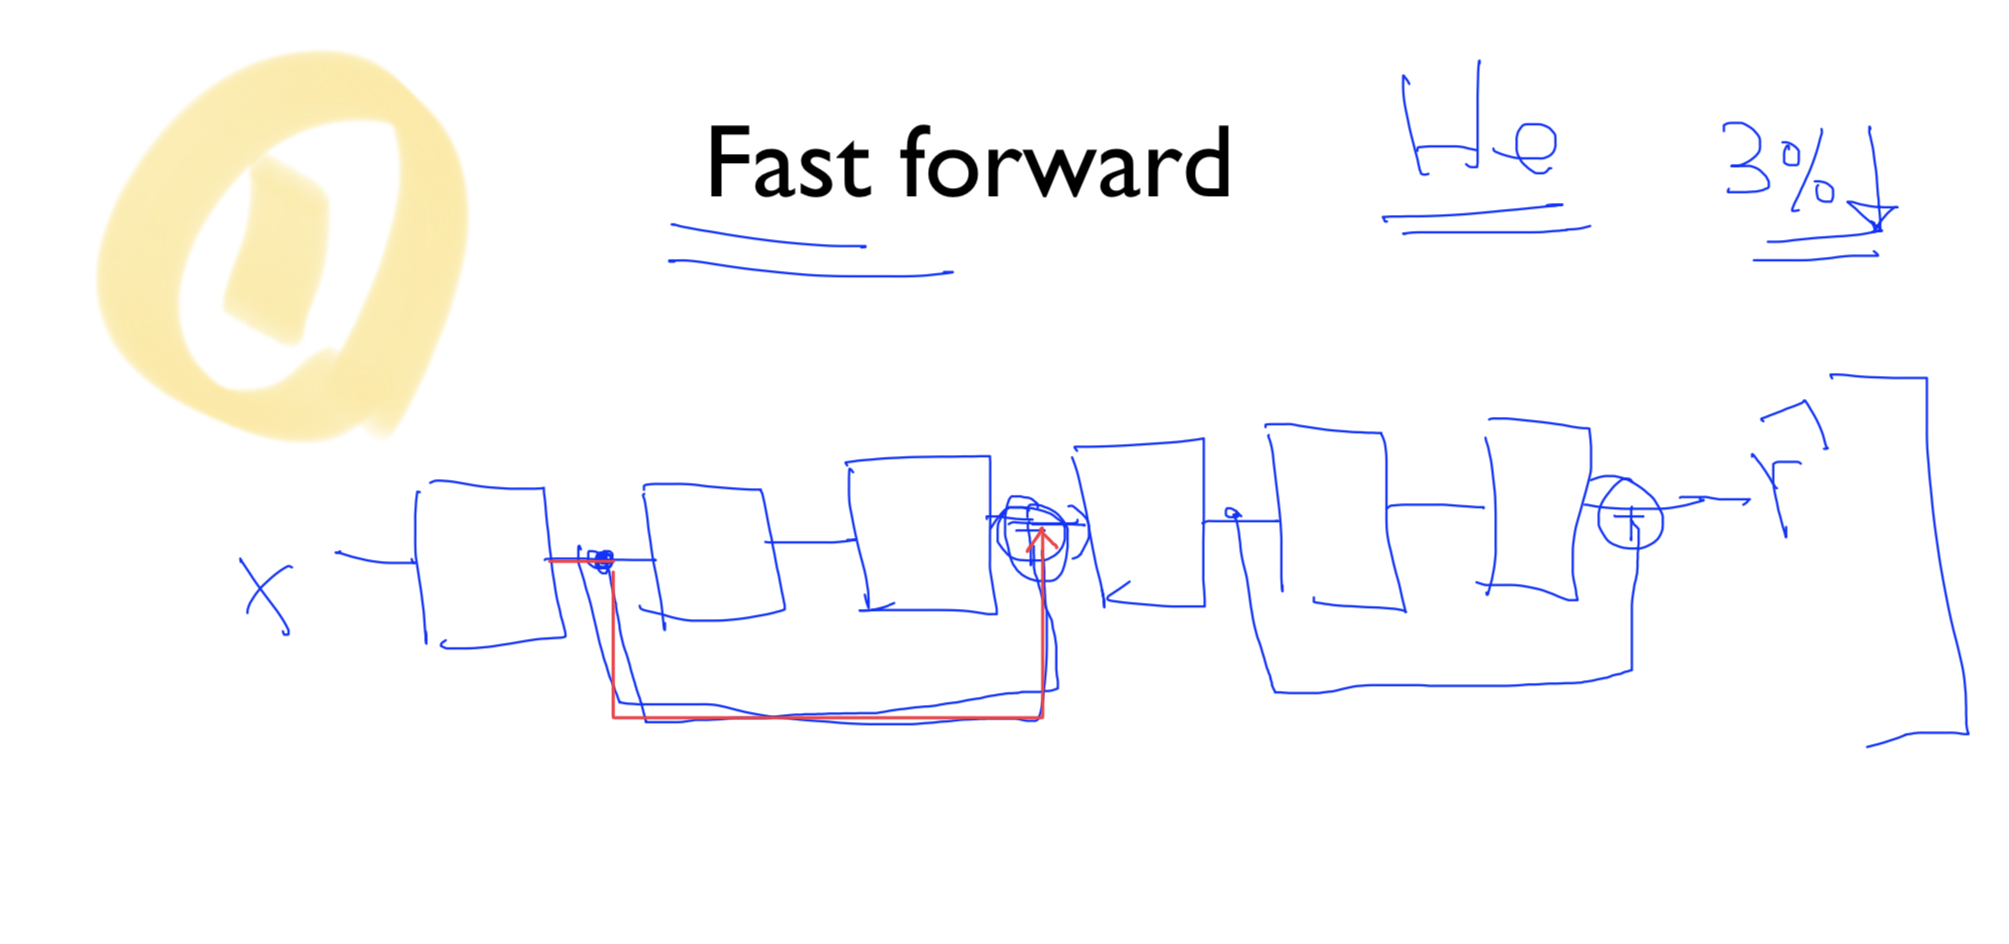 Fast forward
He
3%
X
+
+